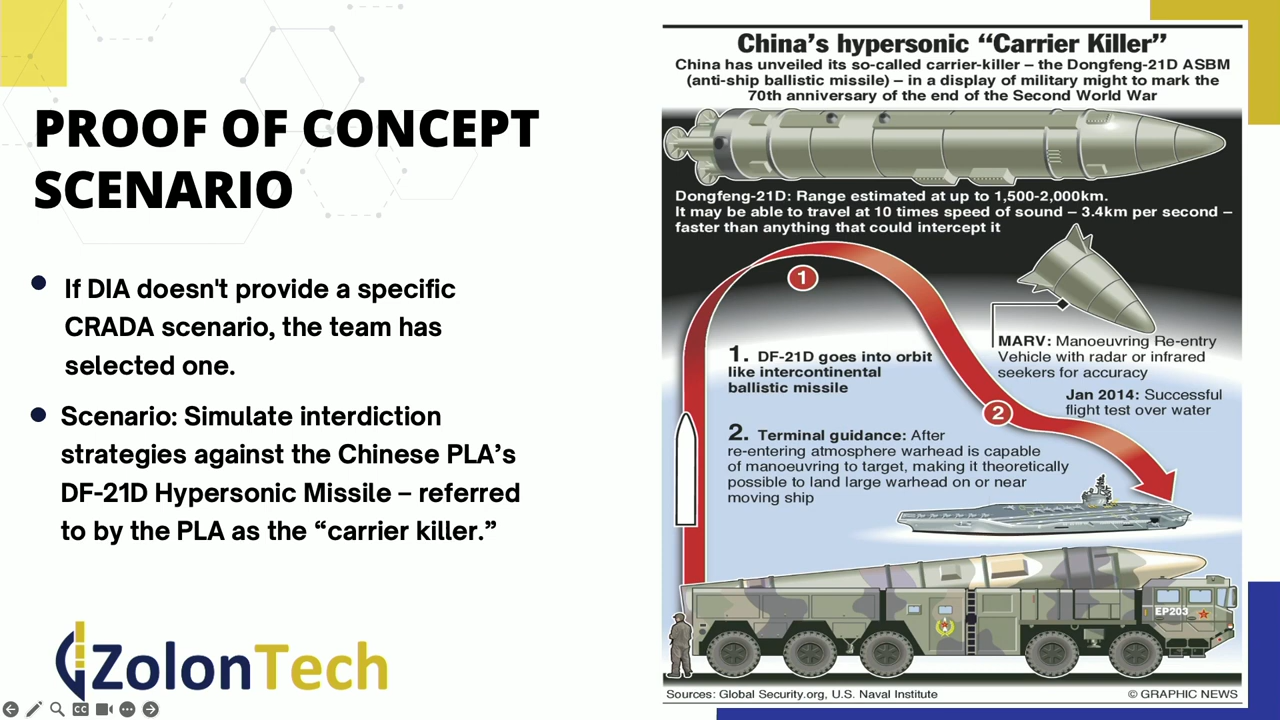 PROOF OF CONCEPT
SCENARIO
If DIA doesn't provide a specific
CRADA scenario, the team has
selected one.
Scenario: Simulate interdiction
strategies against the Chinese PLA’s
DF-21D Hypersonic Missile – referred
to by the PLA as the “carrier killer.”
ZolonTech
CC
China’s hypersonic “Carrier Killer”
China has unveiled its so-called carrier-killer – the Dongfeng-21D ASBM
(anti-ship ballistic missile) – in a display of military might to mark the
70th anniversary of the end of the Second World War
Dongfeng-21D: Range estimated at up to 1,500-2,000km.
It may be able to travel at 10 times speed of sound – 3.4km per second –
faster than anything that could intercept it
1
MARV: Manoeuvring Re-entry
Vehicle with radar or infrared
seekers for accuracy
1. DF-21D goes into orbit
like intercontinental
ballistic missile
Jan 2014: Successful
flight test over water
2
2. Terminal guidance: After
re-entering atmosphere warhead is capable
of manoeuvring to target, making it theoretically
possible to land large warhead on or near
moving ship
EP203
Sources: Global Security.org, U.S. Naval Institute
© GRAPHIC NEWS